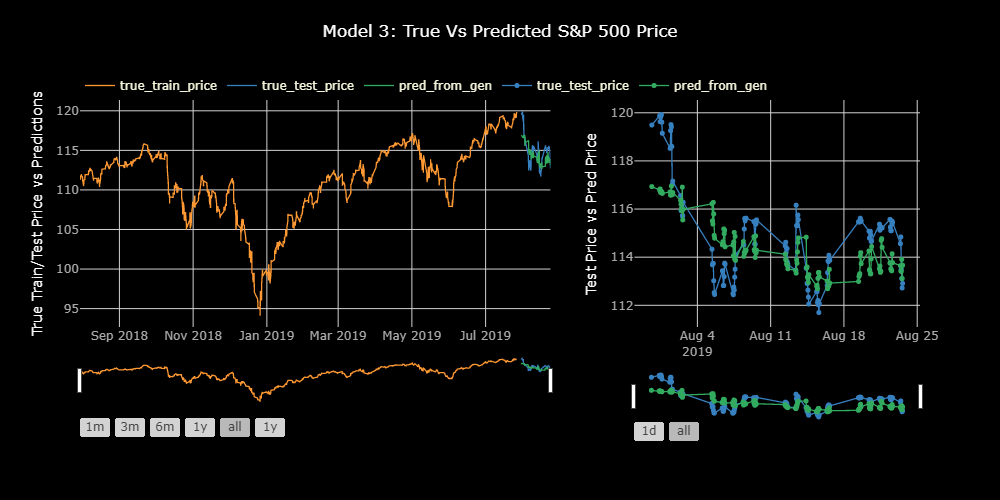 Model 3: True Vs Predicted S&P 500 Price
true_train_price true_test_price pred_from_gen true_test_price pred_from_gen
True Train/Test Price vs Predictions
120
115
110
105
100
95
Sep 2018 Nov 2018 Jan 2019 Mar 2019 May 2019 Jul 2019
1m 3m 6m 1y all 1y
Test Price vs Pred Price
120
118
116
114
112
Aug 4 Aug 11 Aug 18 Aug 25
2019
1d all